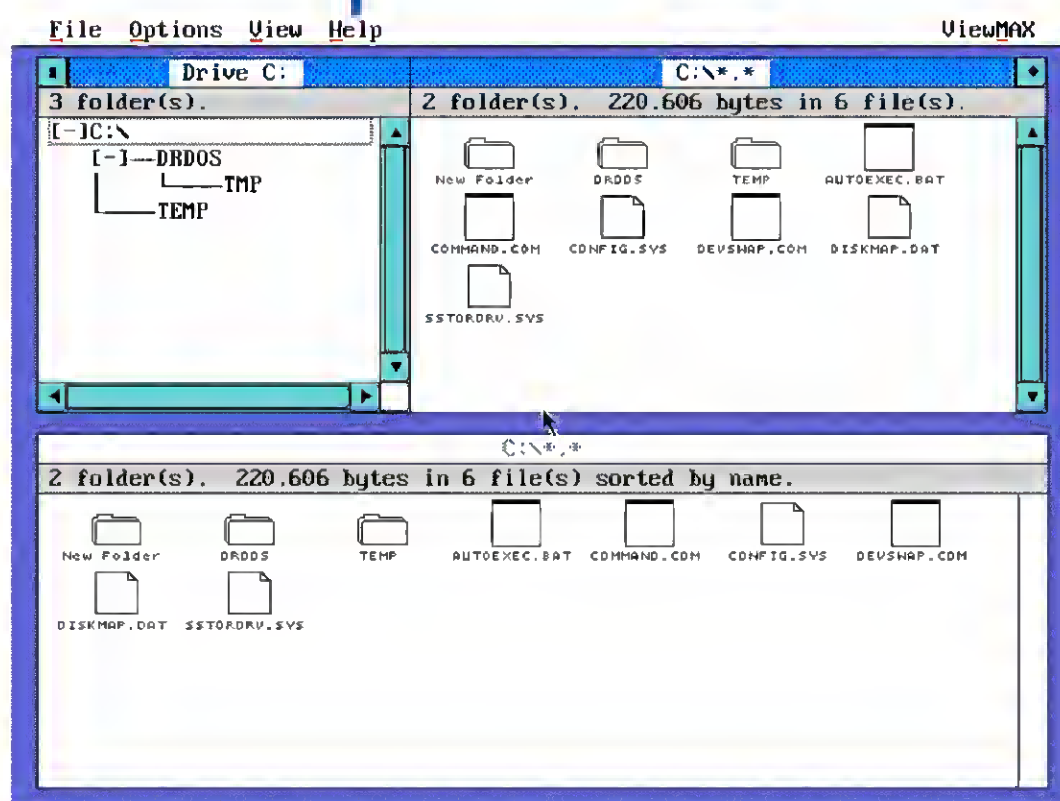 File Options View Help ViewMAX
Drive C: C:\*.*
3 folder(s). 2 folder(s). 220.606 bytes in 6 file(s).
[-]C:\
[-]—DRDOS
TMP
TEMP
New Folder DRDOS TEMP AUTOEXEC.BAT
COMMAND.COM CONFIG.SYS DEVSWAP.COM DISKMAP.DAT
SSTORDRV.SYS
C:\*.*
2 folder(s). 220.606 bytes in 6 file(s) sorted by name.
New Folder DRDOS TEMP AUTOEXEC.BAT COMMAND.COM CONFIG.SYS DEVSWAP.COM
DISKMAP.DAT SSTORDRV.SYS